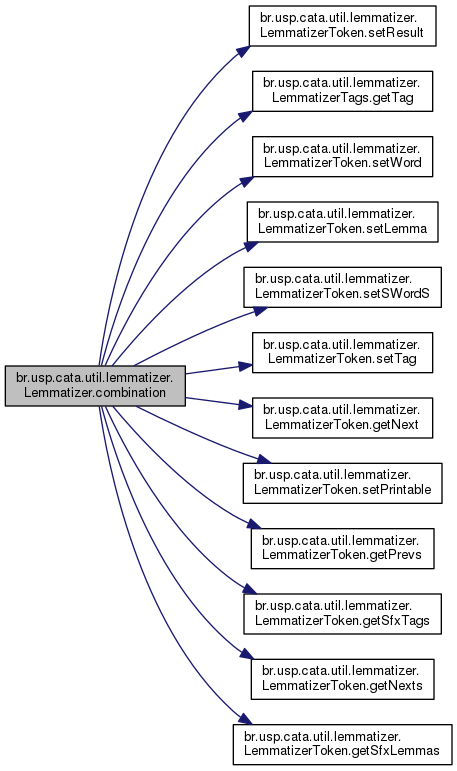 br.usp.cata.util.lemmatizer.
LemmatizerToken.setResult
br.usp.cata.util.lemmatizer.
LemmatizerTags.getTag
br.usp.cata.util.lemmatizer.
LemmatizerToken.setWord
br.usp.cata.util.lemmatizer.
LemmatizerToken.setLemma
br.usp.cata.util.lemmatizer.
LemmatizerToken.setSWordS
br.usp.cata.util.lemmatizer.
LemmatizerToken.setTag
br.usp.cata.util.lemmatizer.
Lemmatizer.combination
br.usp.cata.util.lemmatizer.
LemmatizerToken.getNext
br.usp.cata.util.lemmatizer.
LemmatizerToken.setPrintable
br.usp.cata.util.lemmatizer.
LemmatizerToken.getPrevs
br.usp.cata.util.lemmatizer.
LemmatizerToken.getSfxTags
br.usp.cata.util.lemmatizer.
LemmatizerToken.getNexts
br.usp.cata.util.lemmatizer.
LemmatizerToken.getSfxLemmas